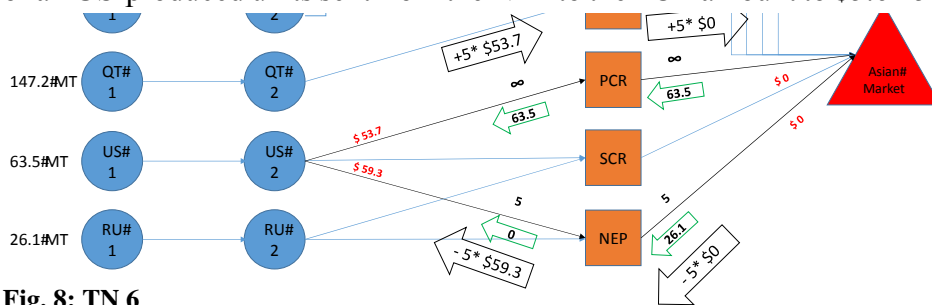 +5* $53.7
+5* $0
1
2
147.2#MT
QT#
1
QT#
2
∞
PCR
∞
63.5
63.5
$ 0
Asian#
Market
63.5#MT
US#
1
US#
2
$ 53.7
$ 59.3
SCR
$ 0
5
5
26.1#MT
RU#
1
RU#
2
0
NEP
26.1
- 5* $59.3
- 5* $0
Fig. 8: TN 6